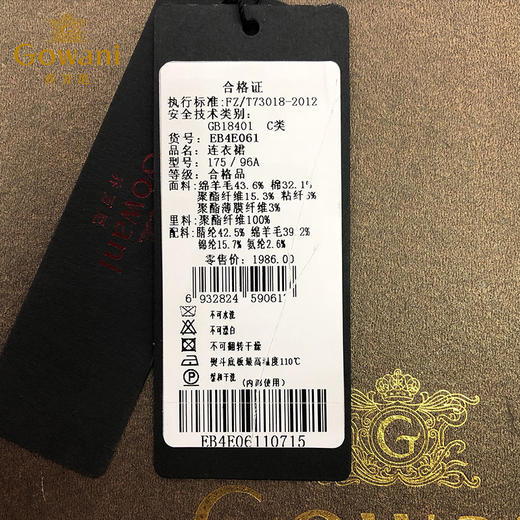 Gowani
合格证
执行标准:FZ/T73018-2012
安全技术类别:
GB18401 C类
货号: EB4E061
品名: 连衣裙
型号: 175/96A
等级: 合格品
面料: 绵羊毛43.6% 棉32.1%
聚酯纤维15.3% 粘纤6%
聚酯薄膜纤维3%
里料: 聚酯纤维100%
配料: 腈纶42.5% 绵羊毛39.2%
锦纶15.7% 氨纶2.6%
零售价: 1986.00
6 932824 59061
不可水洗
不可漂白
不可翻转干燥
熨斗底板最高温度110℃
P
常规干洗
(内形使用)
EB4E06110715
Gowani
G